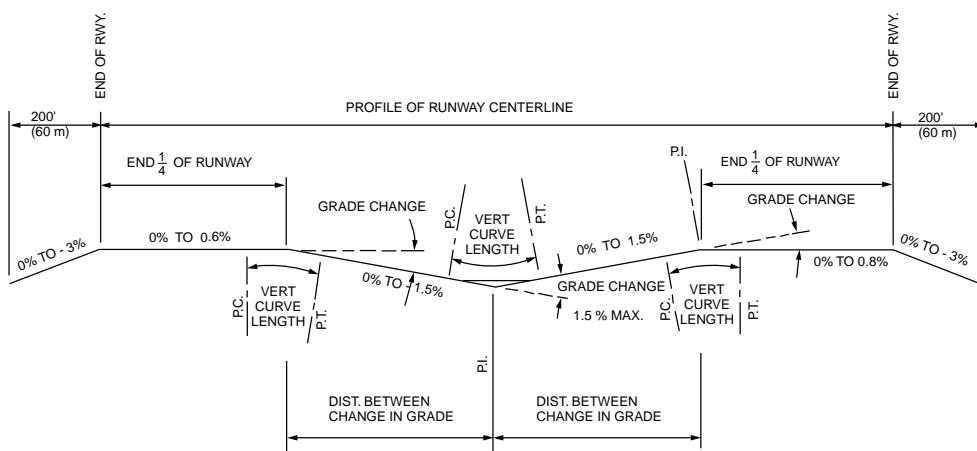 END OF RWY.
END OF RWY.
200'
(60 m)
PROFILE OF RUNWAY CENTERLINE
200'
(60 m)
END 1/4 OF RUNWAY
P.I.
END 1/4 OF RUNWAY
GRADE CHANGE
GRADE CHANGE
P.C.
VERT
CURVE
LENGTH
P.T.
0% TO - 3%
0% TO 0.6%
0% TO 1.5%
0% TO 0.8%
0% TO - 3%
P.C.
VERT
CURVE
LENGTH
P.T.
0% TO - 1.5%
GRADE CHANGE
1.5 % MAX.
P.C.
VERT
CURVE
LENGTH
P.T.
P.I.
DIST. BETWEEN
CHANGE IN GRADE
DIST. BETWEEN
CHANGE IN GRADE